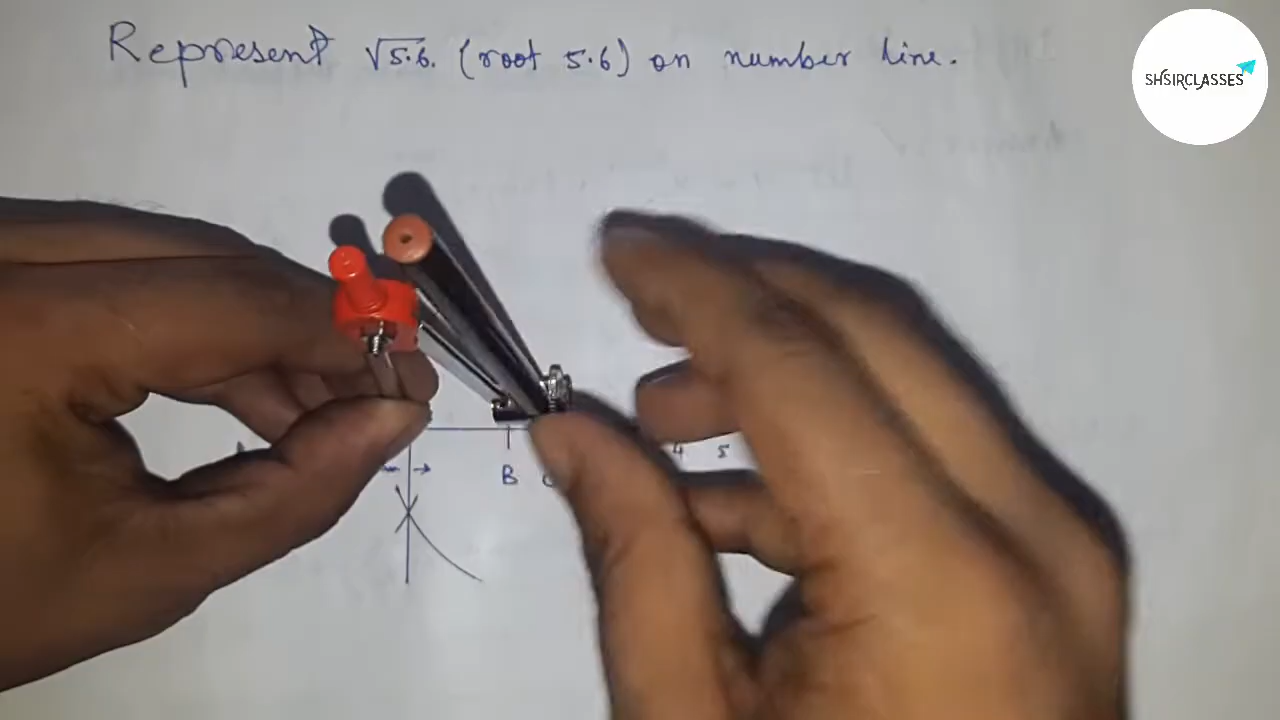 Represent √5.6. (root 5.6) on number line.
SHSIRCLASSES
4 5
B